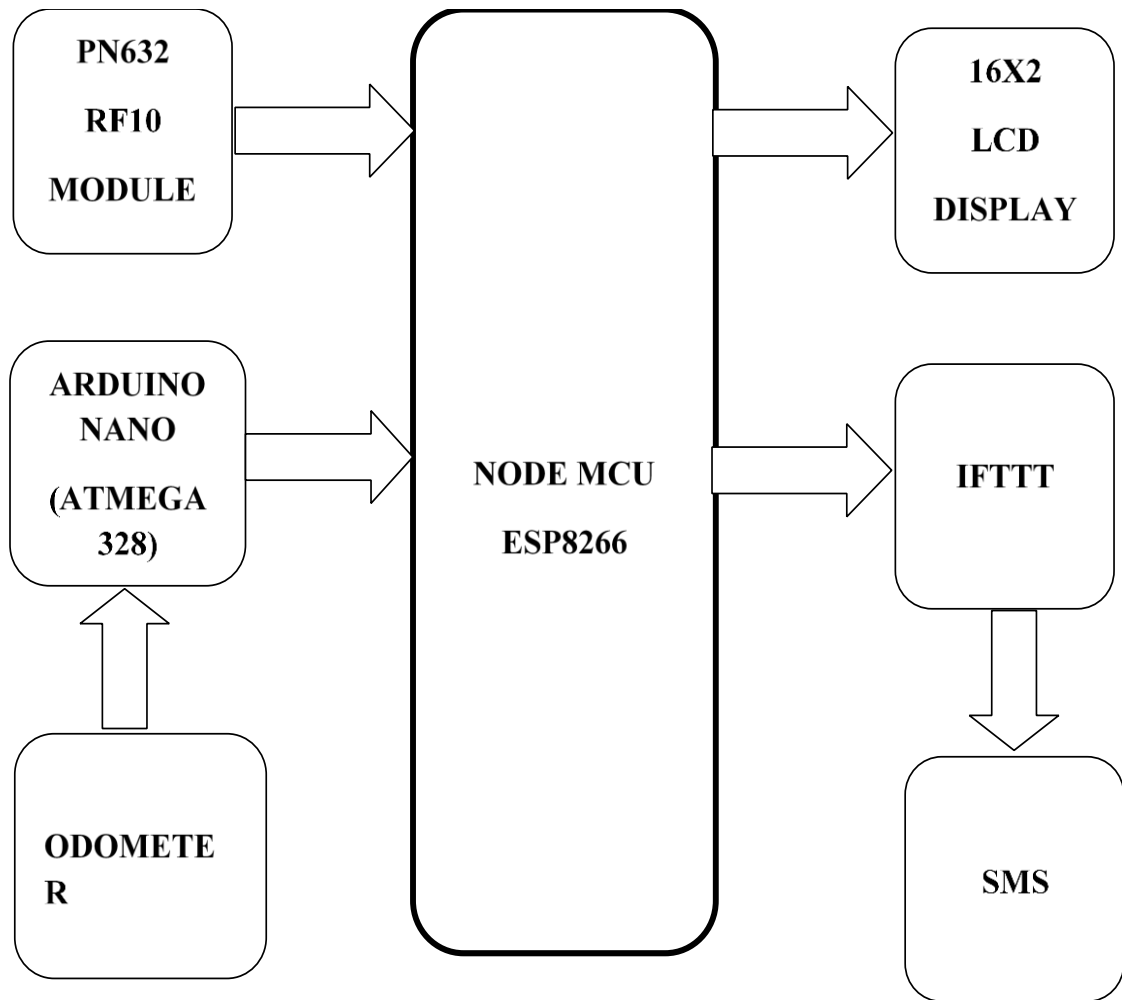 PN632
RF10
MODULE
16X2
LCD
DISPLAY
ARDUINO
NANO
(ATMEGA
328)
NODE MCU
ESP8266
IFTTT
ODOMETE
R
SMS